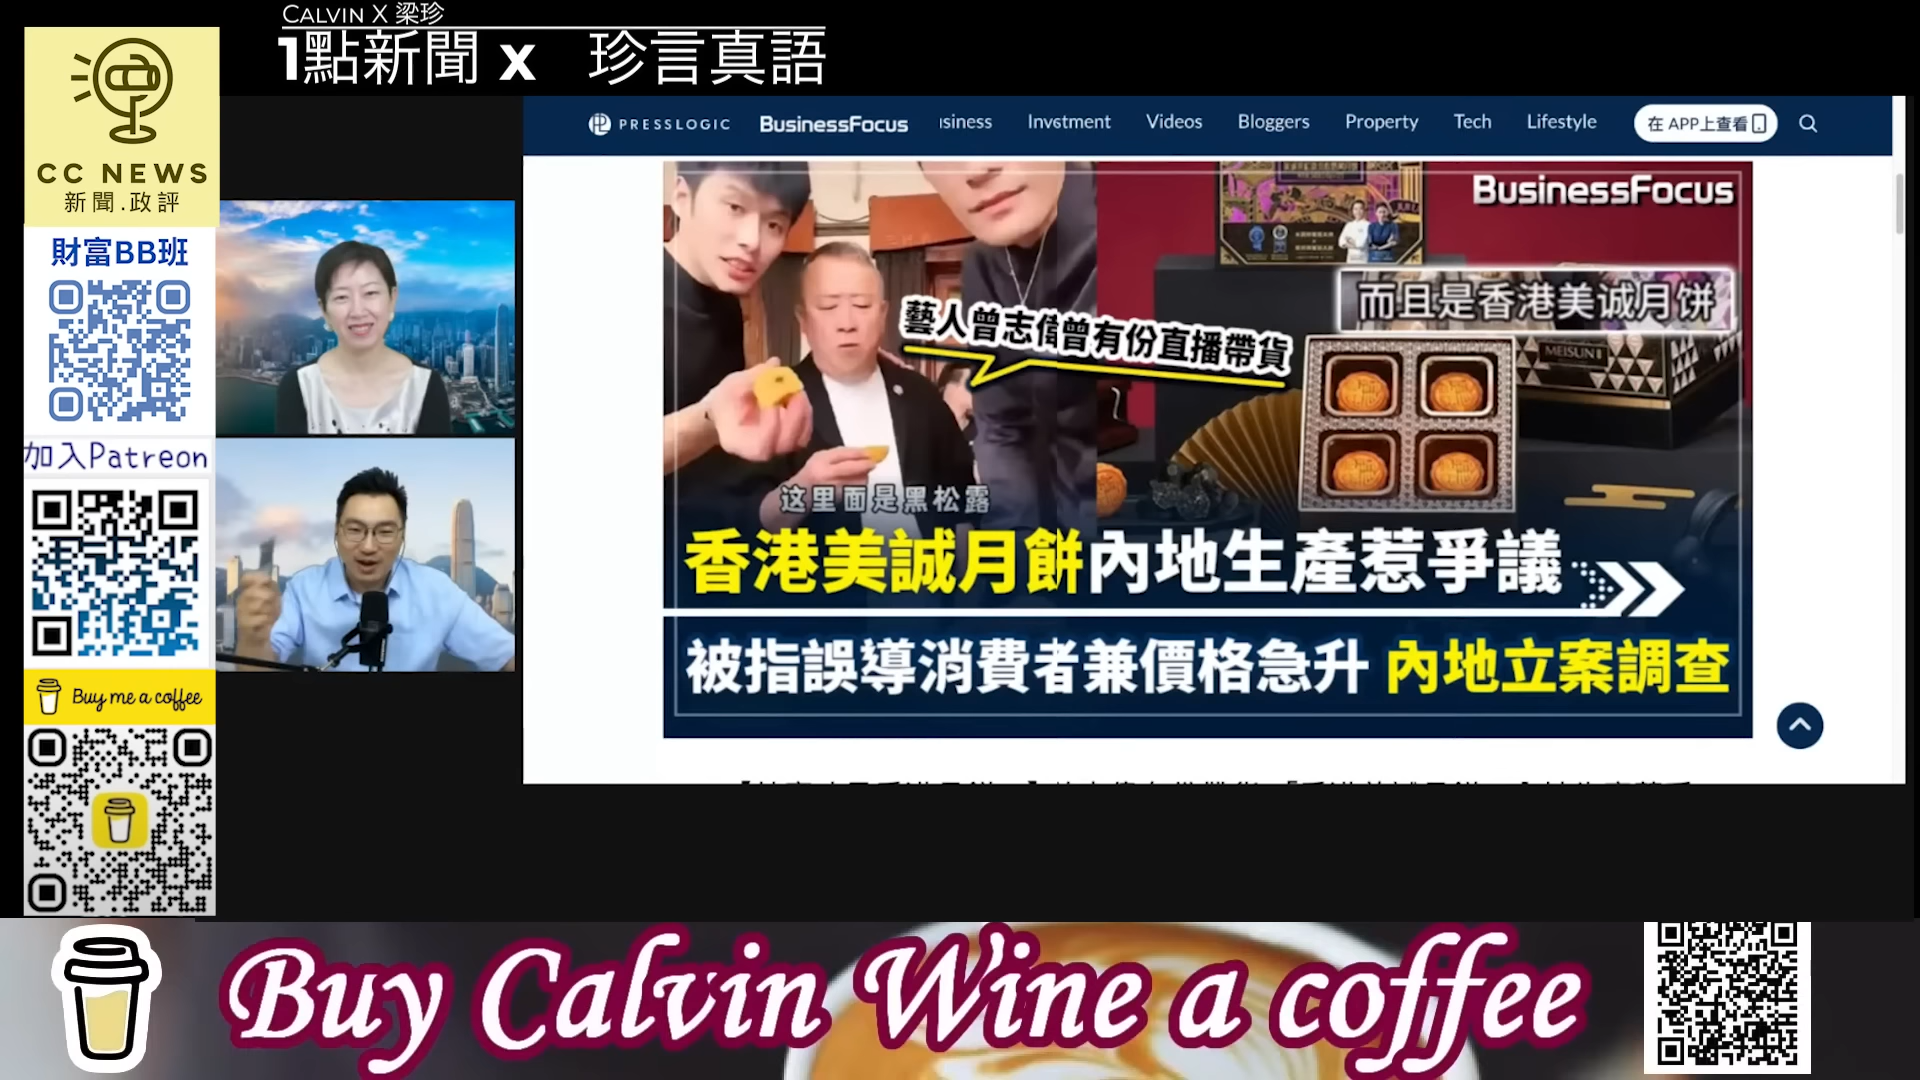 CALVIN X 梁珍
1點新聞 x 珍言真語
CC NEWS
新聞.政評
財富BB班
加入Patreon
Buy me a coffee
PRESSLOGIC
BusinessFocus
Investment
Videos
Bloggers
Property
Tech
Lifestyle
在 APP上查看
BusinessFocus
而且是香港美诚月饼
MEISUN
藝人曾志偉曾有份直播帶貨
这里面是黑松露
香港美誠月餅內地生產惹爭議
被指誤導消費者兼價格急升 內地立案調查
Buy Calvin Wine a coffee